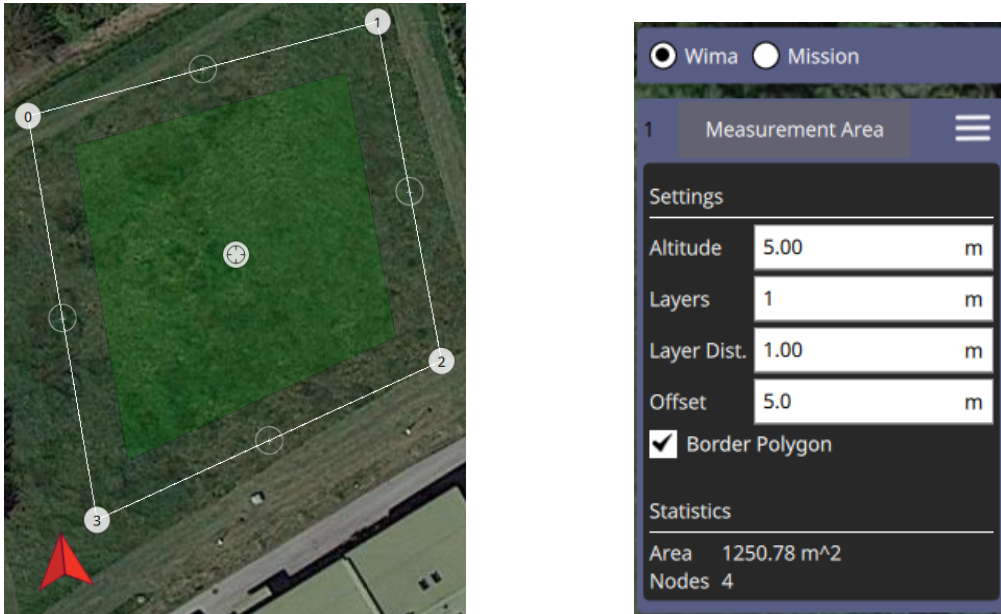 0
1
2
3
Wima Mission
1 Measurement Area
Settings
Altitude 5.00 m
Layers 1 m
Layer Dist. 1.00 m
Offset 5.0 m
Border Polygon
Statistics
Area 1250.78 m^2
Nodes 4